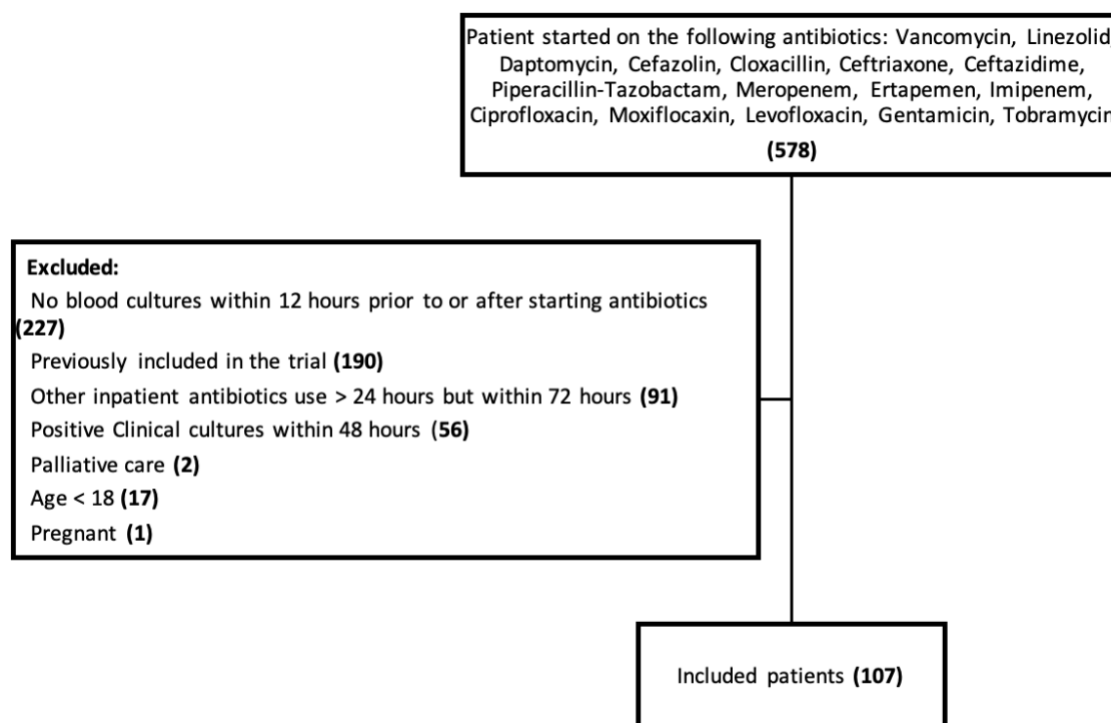 Patient started on the following antibiotics: Vancomycin, Linezolid,
Daptomycin, Cefazolin, Cloxacillin, Ceftriaxone, Ceftazidime,
Piperacillin-Tazobactam, Meropenem, Ertapemen, Imipenem,
Ciprofloxacin, Moxiflocaxin, Levofloxacin, Gentamicin, Tobramycin
(578)
Excluded:
No blood cultures within 12 hours prior to or after starting antibiotics
(227)
Previously included in the trial (190)
Other inpatient antibiotics use > 24 hours but within 72 hours (91)
Positive Clinical cultures within 48 hours (56)
Palliative care (2)
Age < 18 (17)
Pregnant (1)
Included patients (107)